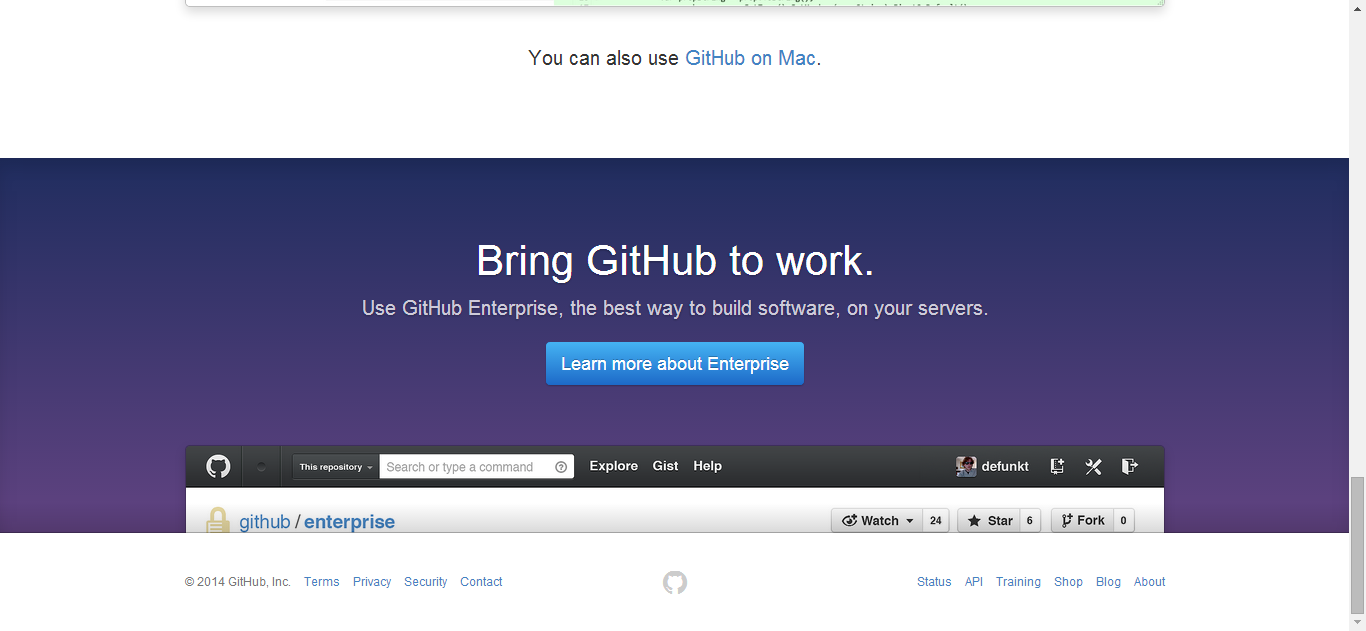 You can also use GitHub on Mac.
Bring GitHub to work.
Use GitHub Enterprise, the best way to build software, on your servers.
Learn more about Enterprise
This repository Search or type a command Explore Gist Help defunkt
github / enterprise Watch 24 Star 6 Fork 0
© 2014 GitHub, Inc. Terms Privacy Security Contact Status API Training Shop Blog About